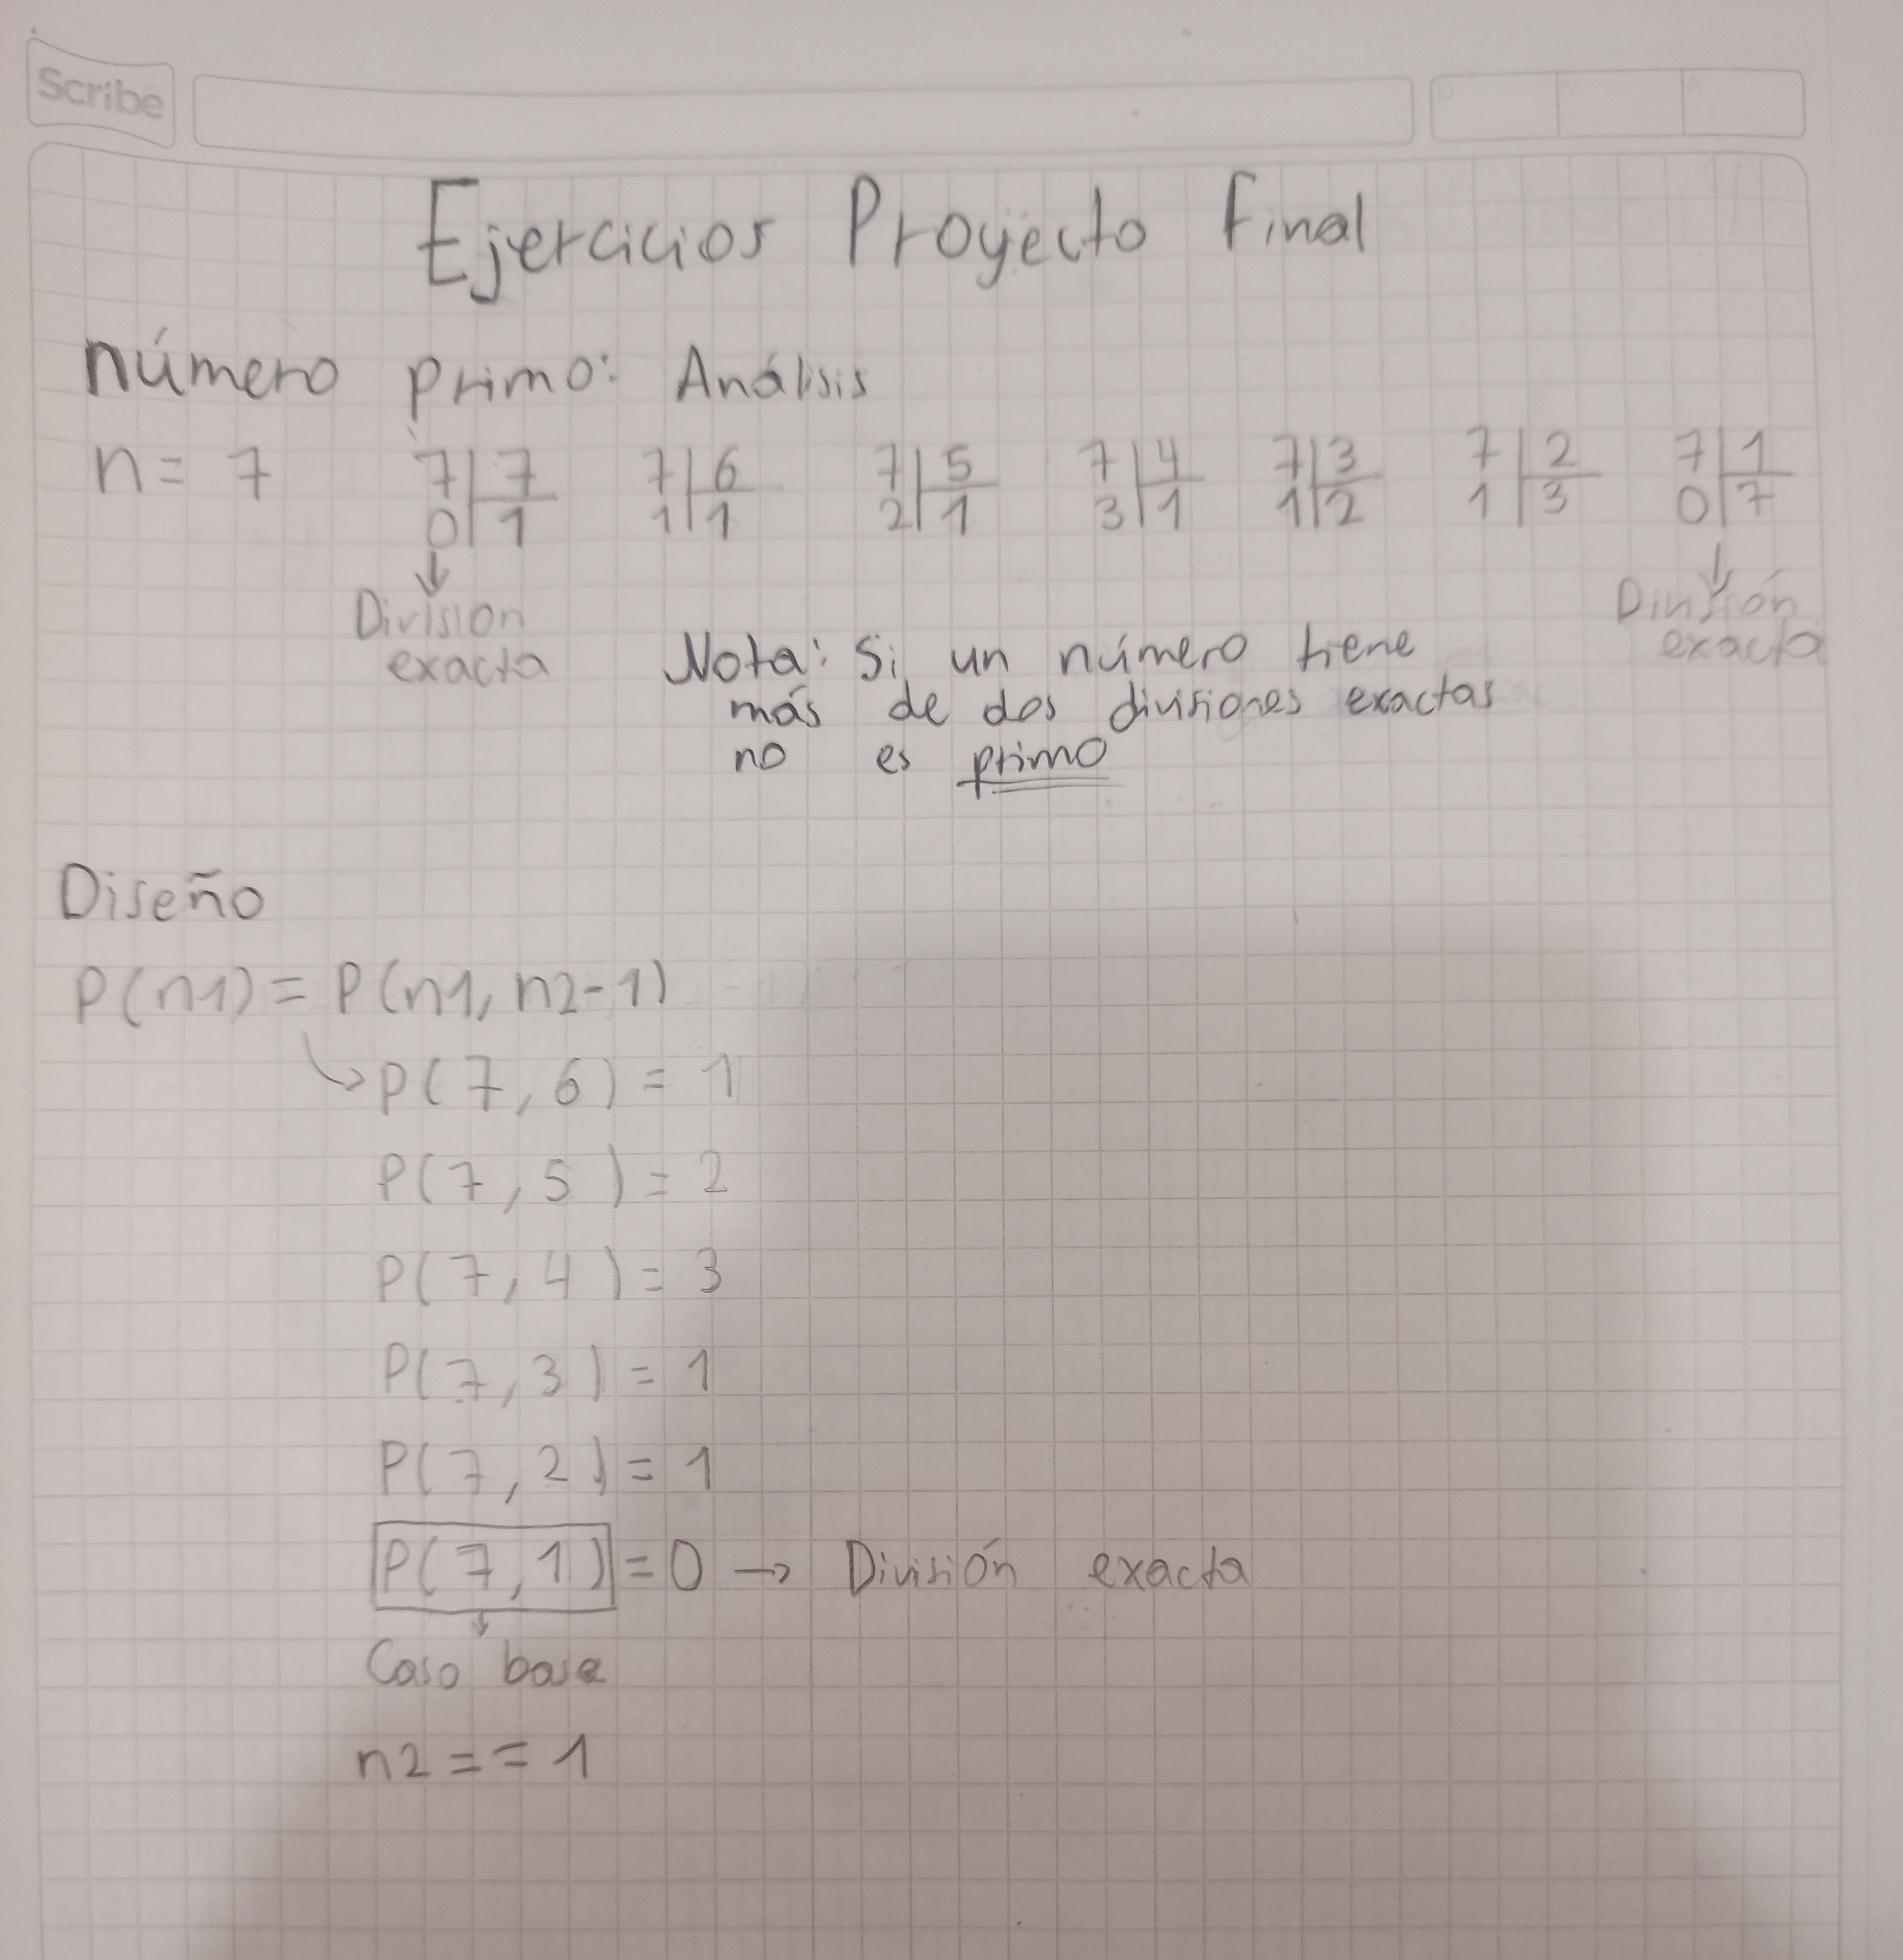 Scribe
D M A
Ejercicios Proyecto Final
número primo: Análisis
n = 7 7|7 7|6 7|5 7|4 7|3 7|2 7|1
0|1 1|1 2|1 3|1 1|2 1|3 0|7
↓ ↓
Division exacta
División exacta
Nota: Si un número tiene
más de dos divisiones exactas
no es primo
Diseño
P(n1) = P(n1, n2-1)
↳ P(7, 6) = 1
P(7, 5) = 2
P(7, 4) = 3
P(7, 3) = 1
P(7, 2) = 1
P(7, 1) = 0 → División exacta
↓
Caso base
n2 = = 1